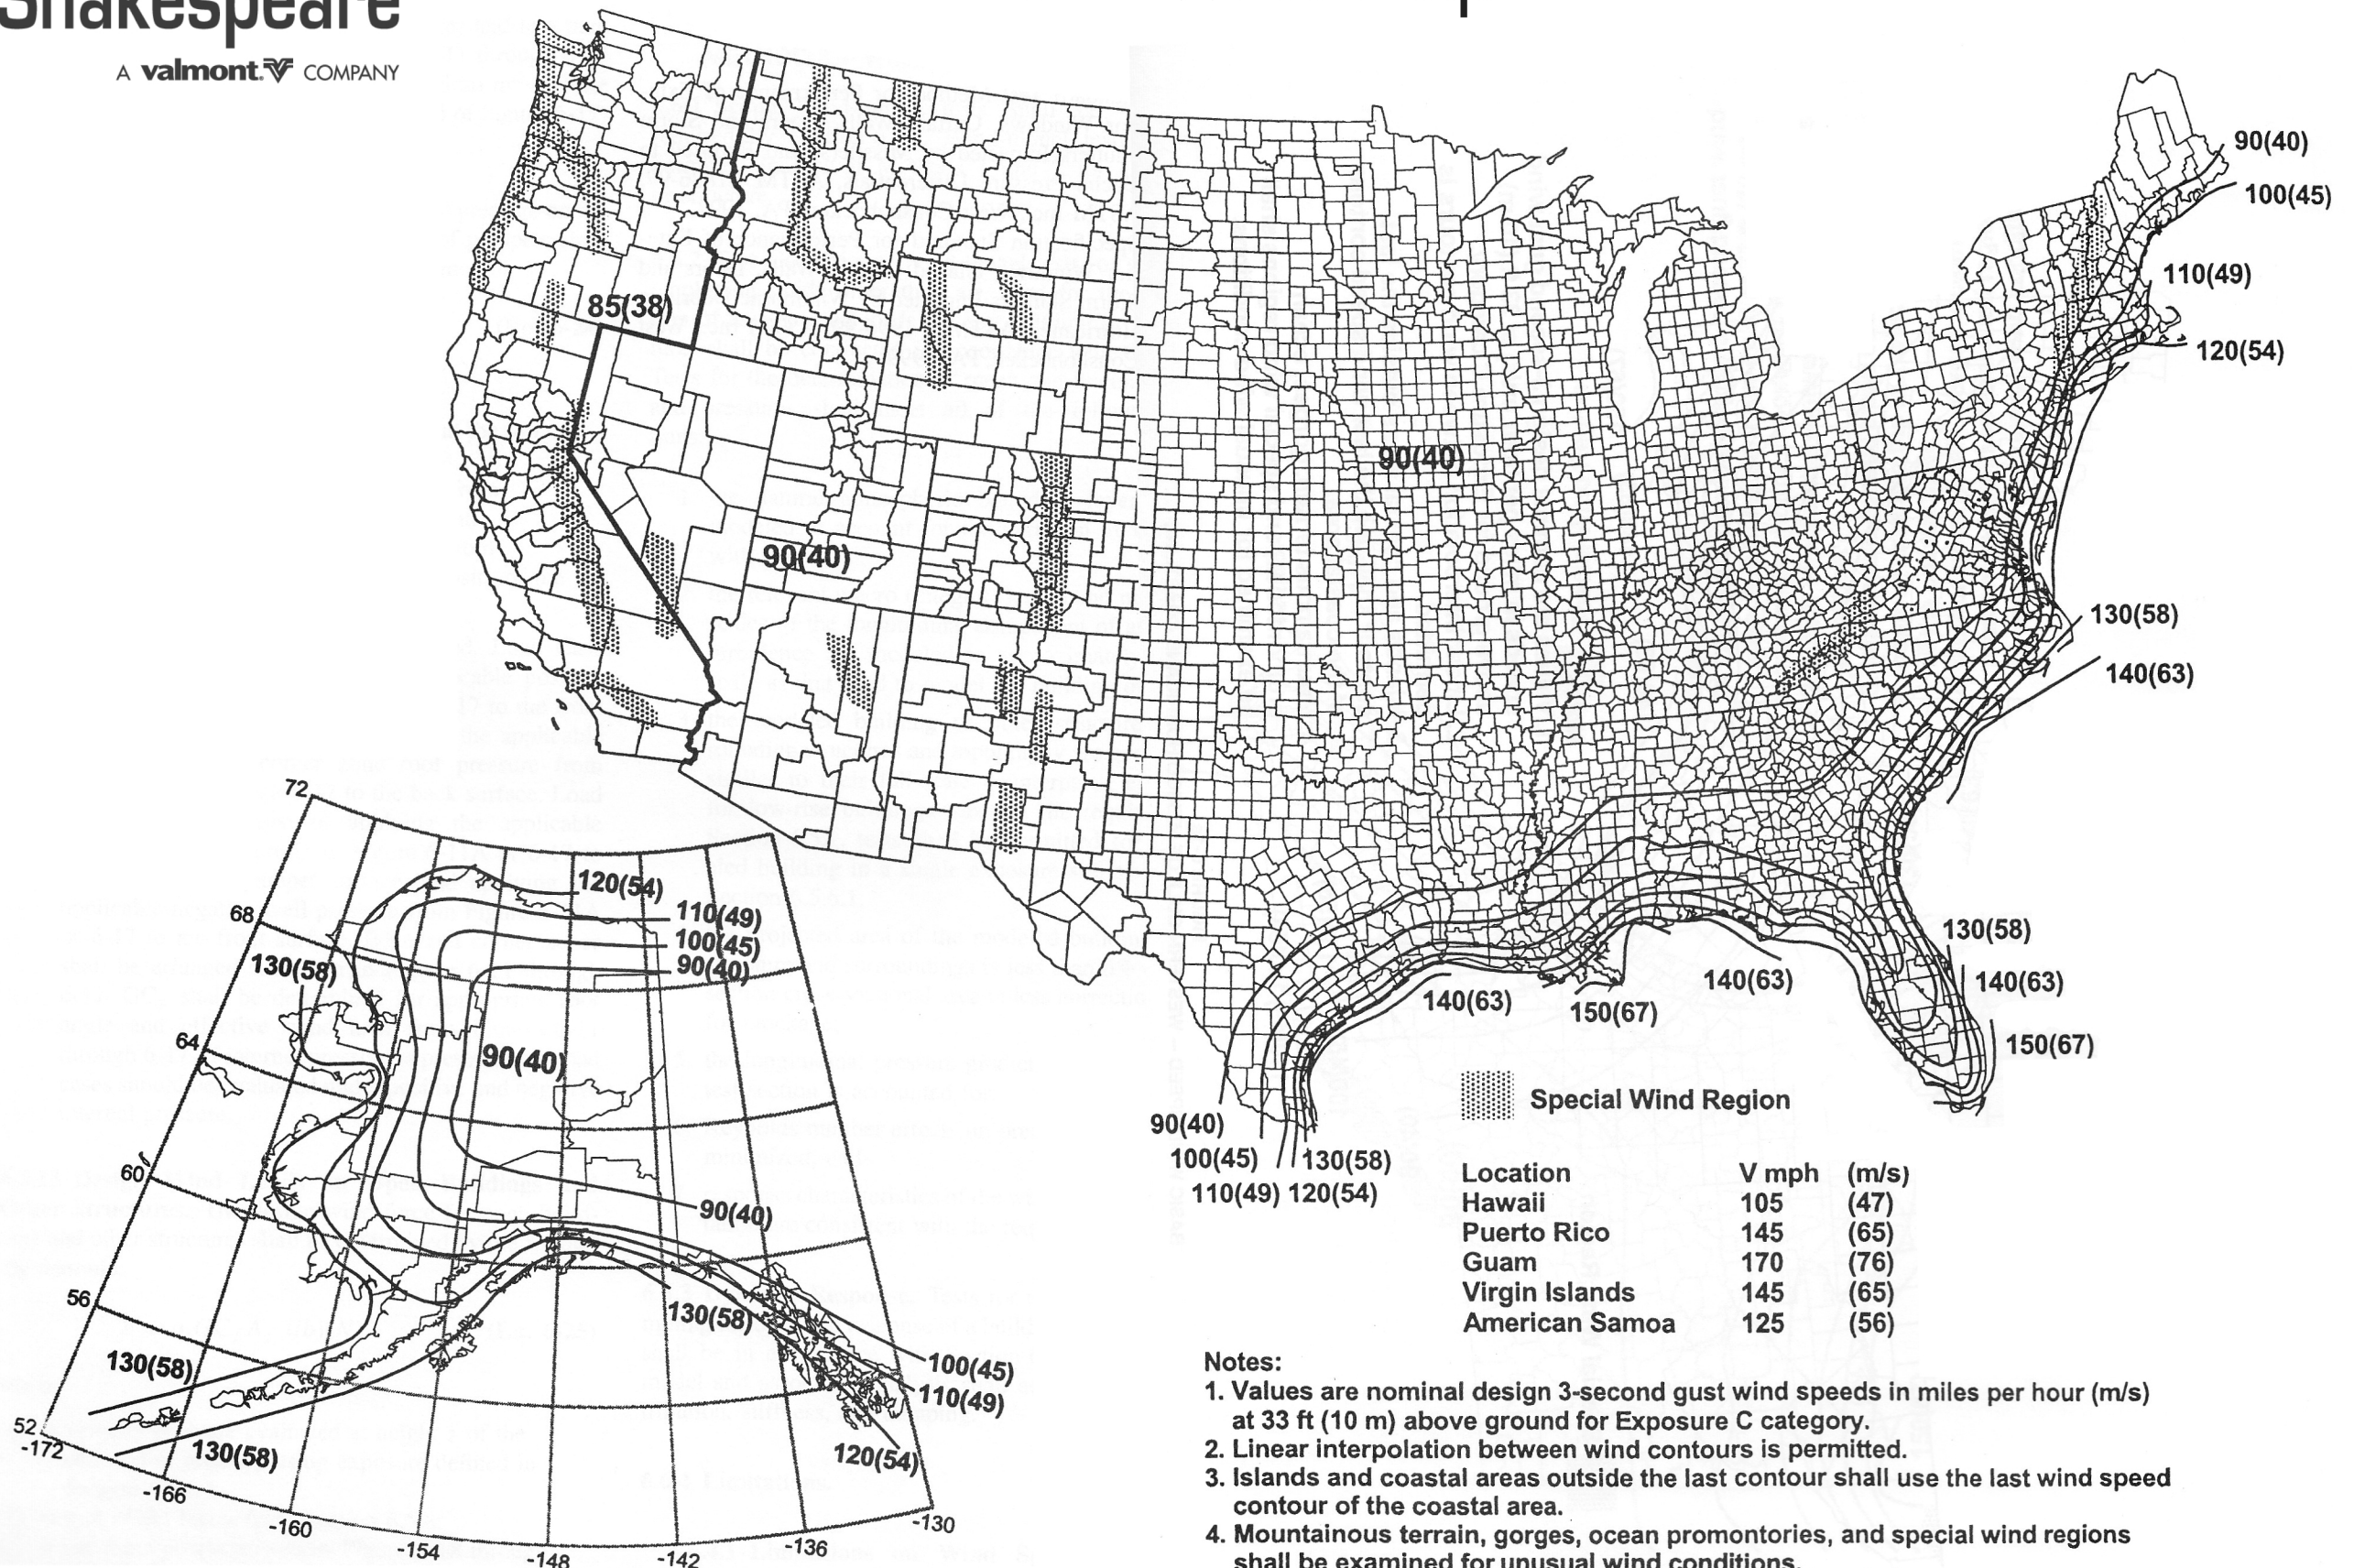 Shakespeare
A valmont COMPANY
90(40)
100(45)
110(49)
120(54)
85(38)
90(40)
90(40)
130(58)
140(63)
72
68
64
60
56
52
-172
-166
-160
-154
-148
-142
-136
-130
120(54)
110(49)
100(45)
90(40)
130(58)
90(40)
90(40)
130(58)
130(58)
130(58)
100(45)
110(49)
120(54)
130(58)
140(63)
150(67)
140(63)
150(67)
140(63)
90(40)
100(45)
130(58)
110(49) 120(54)
Special Wind Region
Location V mph (m/s)
Hawaii 105 (47)
Puerto Rico 145 (65)
Guam 170 (76)
Virgin Islands 145 (65)
American Samoa 125 (56)
Notes:
1. Values are nominal design 3-second gust wind speeds in miles per hour (m/s)
at 33 ft (10 m) above ground for Exposure C category.
2. Linear interpolation between wind contours is permitted.
3. Islands and coastal areas outside the last contour shall use the last wind speed
contour of the coastal area.
4. Mountainous terrain, gorges, ocean promontories, and special wind regions
shall be examined for unusual wind conditions.